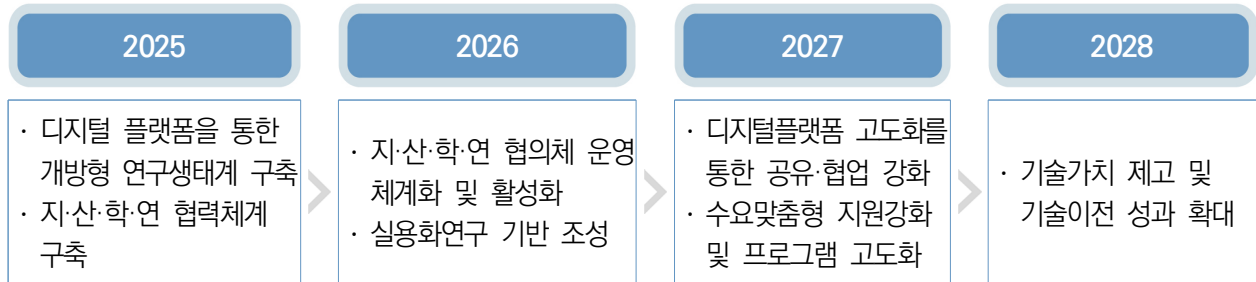 2025
2026
2027
2028
· 디지털 플랫폼을 통한
개방형 연구생태계 구축
· 지·산·학·연 협력체계
구축
· 지·산·학·연 협의체 운영
체계화 및 활성화
· 실용화연구 기반 조성
· 디지털플랫폼 고도화를
통한 공유·협업 강화
· 수요맞춤형 지원강화
및 프로그램 고도화
· 기술가치 제고 및
기술이전 성과 확대